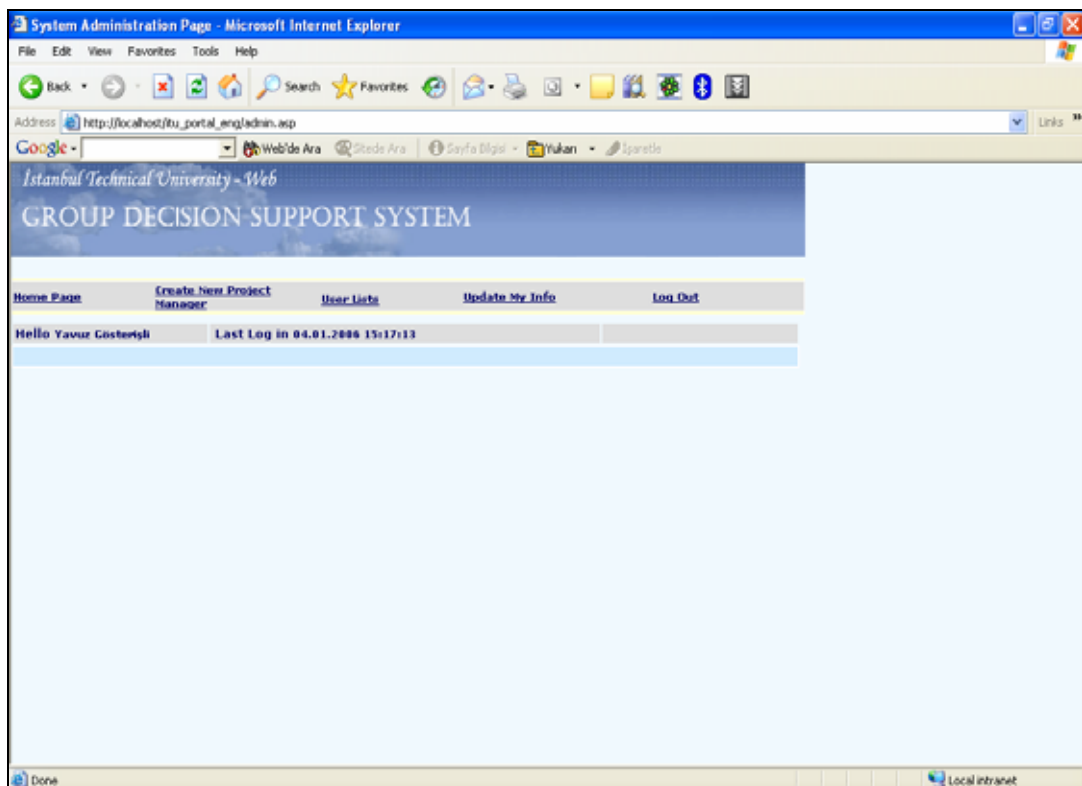 System Administration Page - Microsoft Internet Explorer
File Edit View Favorites Tools Help
Back Search Favorites
Address http://localhost/itu_portal_eng/admin.asp Links »
Google Web'de Ara Sitede Ara Sayfa Bilgisi Yukarı İşaretle
İstanbul Technical University - Web
GROUP DECISION SUPPORT SYSTEM
Home Page Create New Project Manager User Lists Update My Info Log Out
Hello Yavuz Gösterişli Last Log in 04.01.2006 15:17:13
Done Local intranet